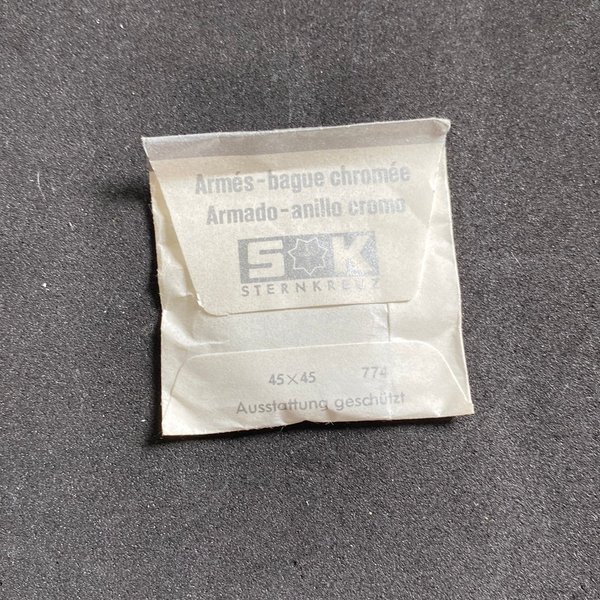 Armés-bague chromée
Armado-anillo cromo
S K
STERNKREUZ
45×45 774
Ausstattung geschützt